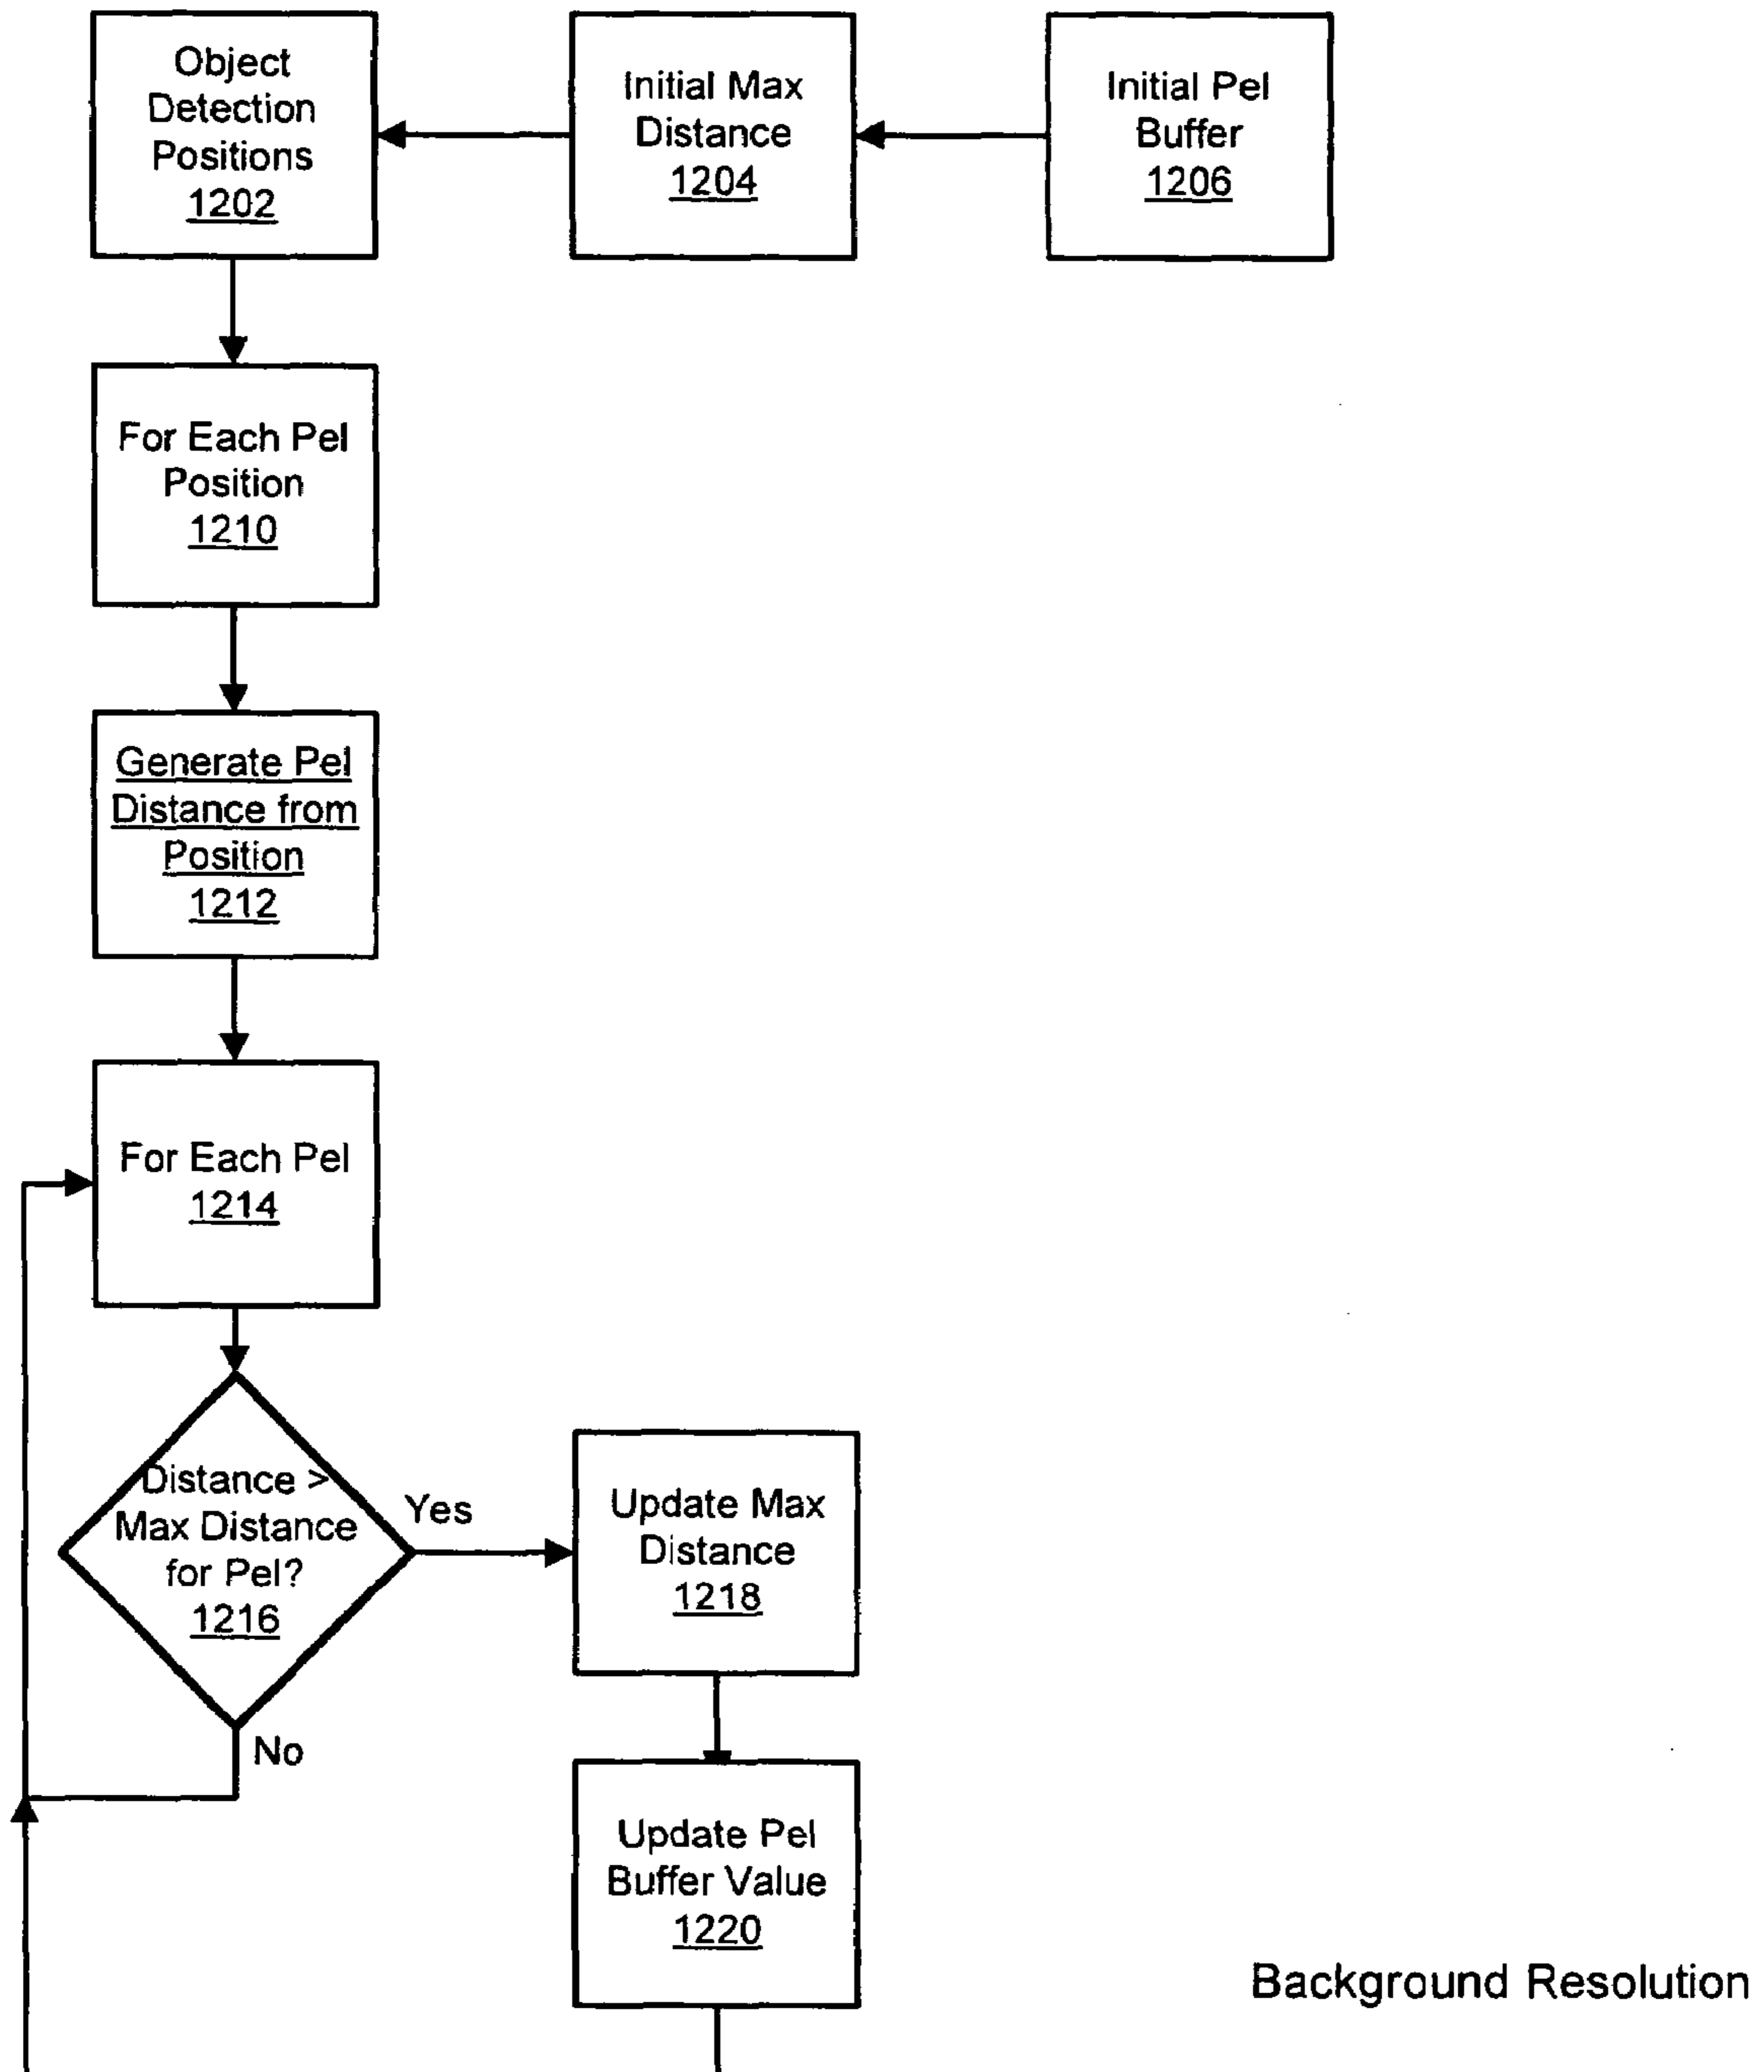 Object
Detection
Positions
1202
Initial Max
Distance
1204
Initial Pel
Buffer
1206
For Each Pel
Position
1210
Generate Pel
Distance from
Position
1212
For Each Pel
1214
Distance >
Max Distance
for Pel?
1216
Yes
No
Update Max
Distance
1218
Update Pel
Buffer Value
1220
Background Resolution